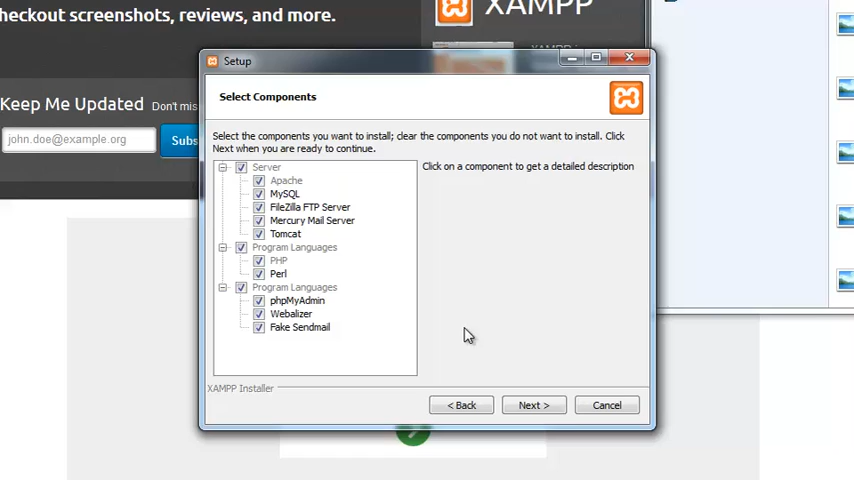 checkout screenshots, reviews, and more.
XAMPP
Keep Me Updated Don't mis
john.doe@example.org
Subs
Setup
Select Components
Select the components you want to install; clear the components you do not want to install. Click
Next when you are ready to continue.
Server
Apache
MySQL
FileZilla FTP Server
Mercury Mail Server
Tomcat
Program Languages
PHP
Perl
Program Languages
phpMyAdmin
Webalizer
Fake Sendmail
Click on a component to get a detailed description
XAMPP Installer
< Back
Next >
Cancel